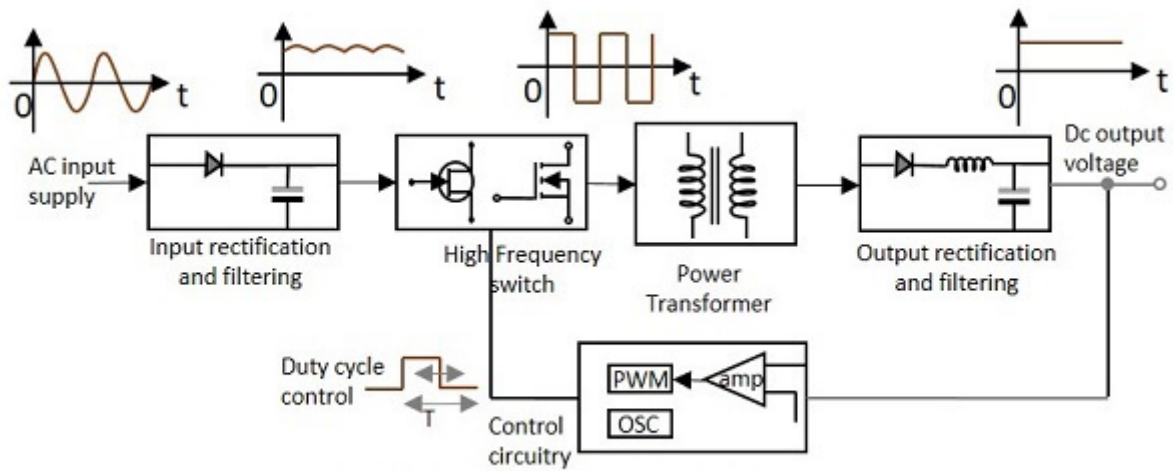 0
t
0
t
0
t
0
t
AC input
supply
Dc output
voltage
Input rectification
and filtering
High Frequency
switch
Power
Transformer
Output rectification
and filtering
Duty cycle
control
T
PWM
amp
OSC
Control
circuitry